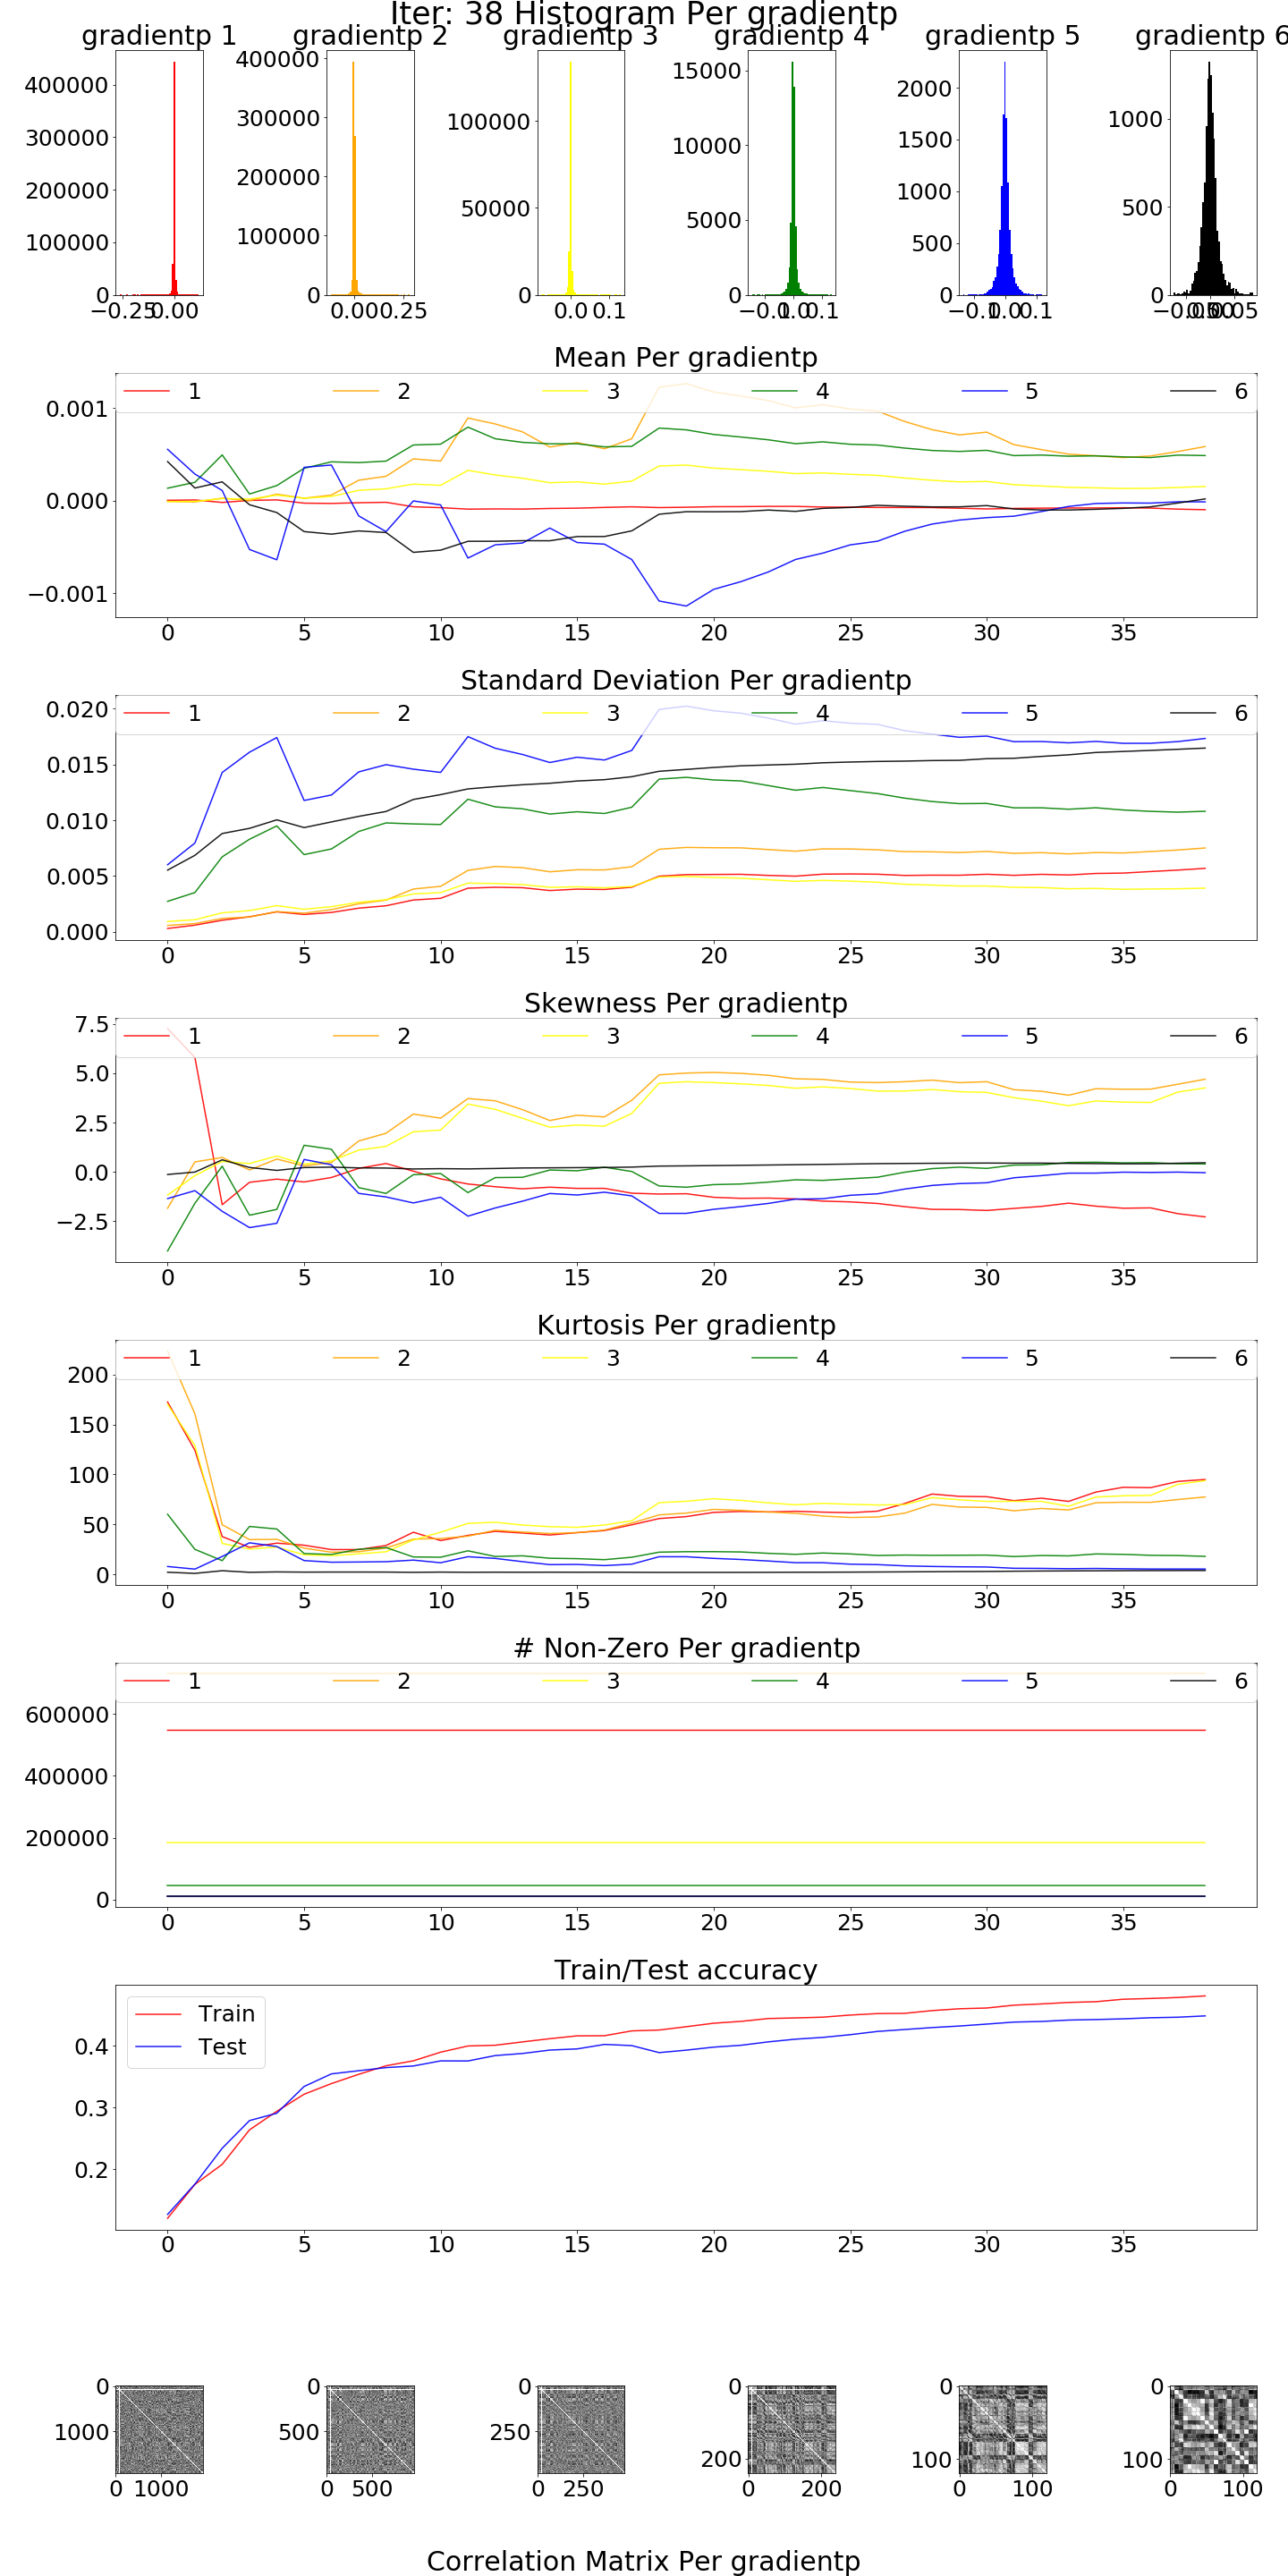 Iter: 38 Histogram Per gradientp
gradientp 1 gradientp 2 gradientp 3 gradientp 4 gradientp 5 gradientp 6
400000 300000 200000 100000 0
−0.25 0.00
400000 300000 200000 100000 0
0.00 0.25
100000 50000 0
0.0 0.1
15000 10000 5000 0
−0.1 0.0 0.1
2000 1500 1000 500 0
−0.1 0.0 0.1
1000 500 0
−0.05 0.00 0.05
Mean Per gradientp
1 2 3 4 5 6
0.001
0.000
−0.001
0 5 10 15 20 25 30 35
Standard Deviation Per gradientp
1 2 3 4 5 6
0.020
0.015
0.010
0.005
0.000
0 5 10 15 20 25 30 35
Skewness Per gradientp
1 2 3 4 5 6
7.5
5.0
2.5
0.0
−2.5
0 5 10 15 20 25 30 35
Kurtosis Per gradientp
1 2 3 4 5 6
200
150
100
50
0
0 5 10 15 20 25 30 35
# Non-Zero Per gradientp
1 2 3 4 5 6
600000
400000
200000
0
0 5 10 15 20 25 30 35
Train/Test accuracy
Train
Test
0.4
0.3
0.2
0 5 10 15 20 25 30 35
0 0 0 0 0 0
1000 500 250 200 100 100
0 1000 0 500 0 250 0 200 0 100 0 100
Correlation Matrix Per gradientp